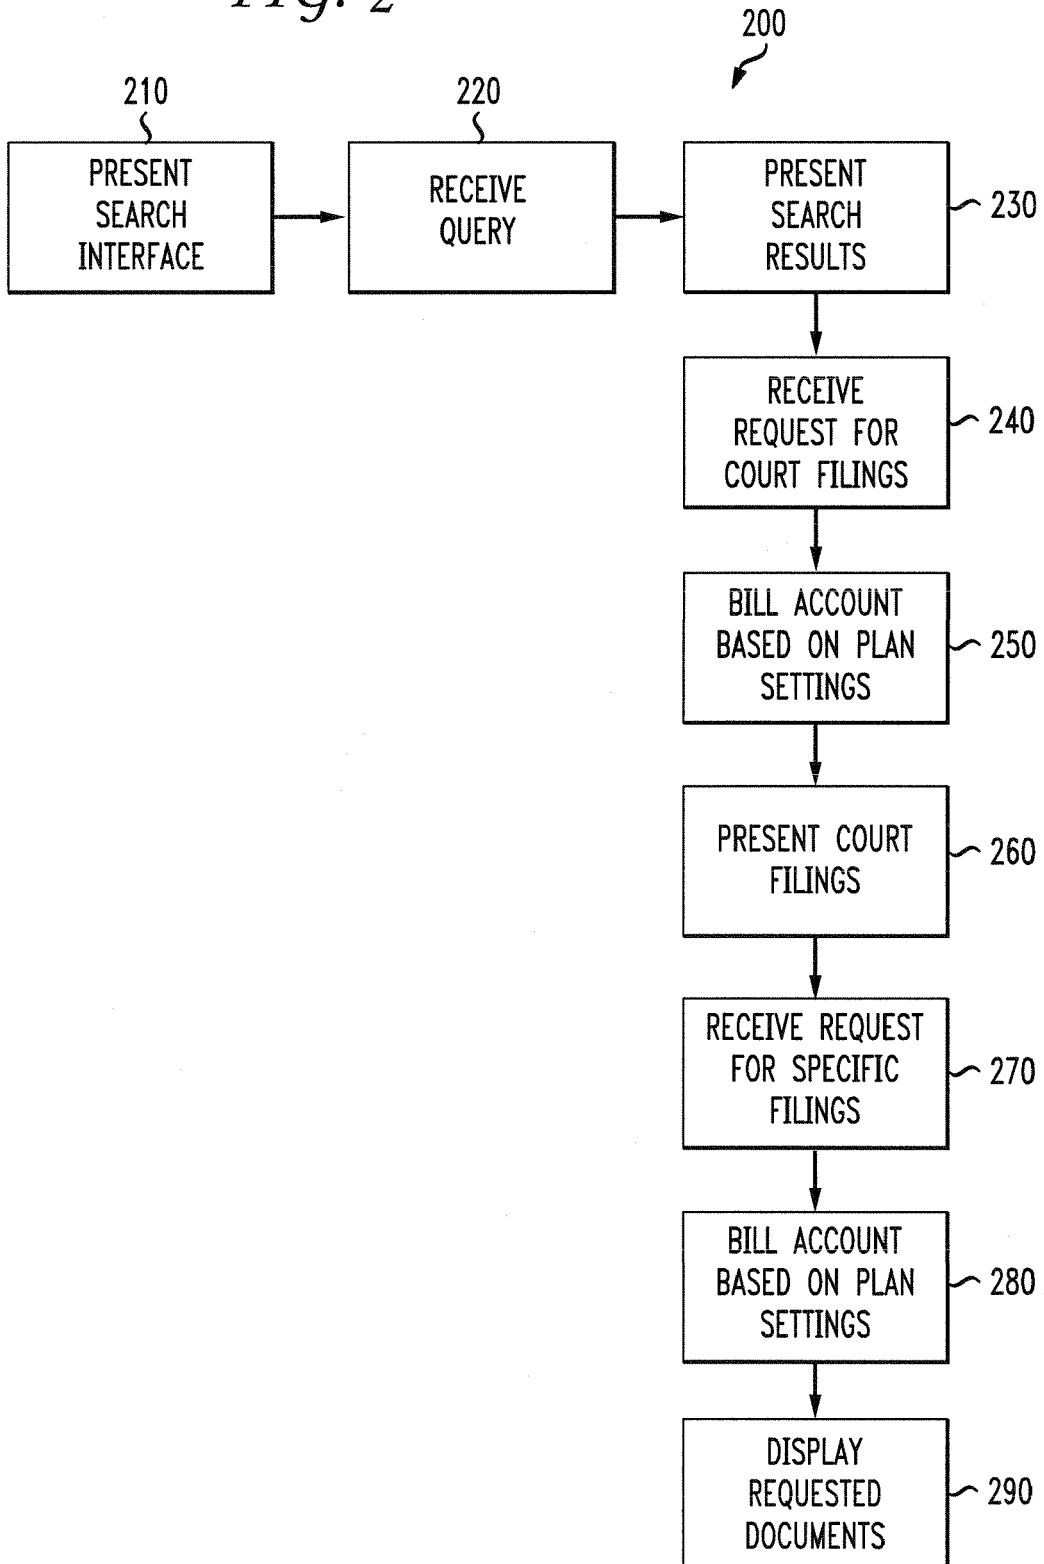 FIG. 2
200
210
220
PRESENT
SEARCH
INTERFACE
RECEIVE
QUERY
PRESENT
SEARCH
RESULTS
230
RECEIVE
REQUEST FOR
COURT FILINGS
240
BILL ACCOUNT
BASED ON PLAN
SETTINGS
250
PRESENT COURT
FILINGS
260
RECEIVE REQUEST
FOR SPECIFIC
FILINGS
270
BILL ACCOUNT
BASED ON PLAN
SETTINGS
280
DISPLAY
REQUESTED
DOCUMENTS
290